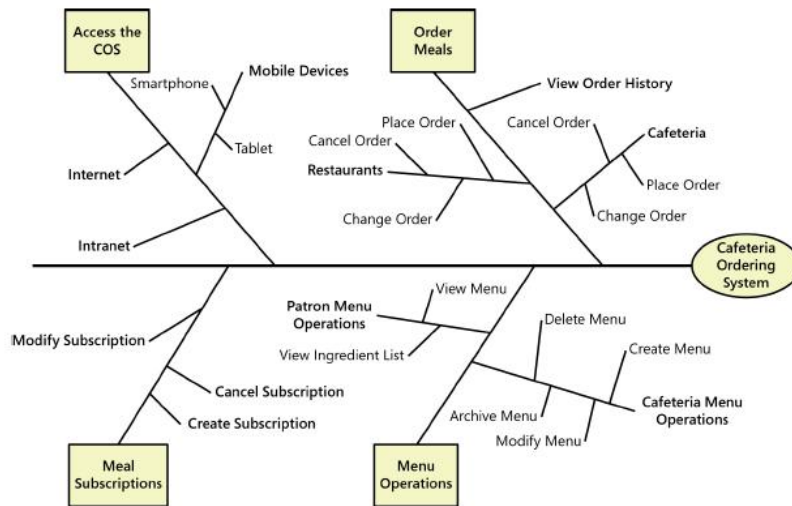 Access the
COS
Order
Meals
Smartphone
Mobile Devices
Tablet
Internet
Intranet
View Order History
Place Order
Cancel Order
Restaurants
Change Order
Cancel Order
Cafeteria
Place Order
Change Order
Cafeteria
Ordering
System
Modify Subscription
Cancel Subscription
Create Subscription
Meal
Subscriptions
View Menu
Patron Menu
Operations
View Ingredient List
Delete Menu
Create Menu
Cafeteria Menu
Operations
Archive Menu
Modify Menu
Menu
Operations